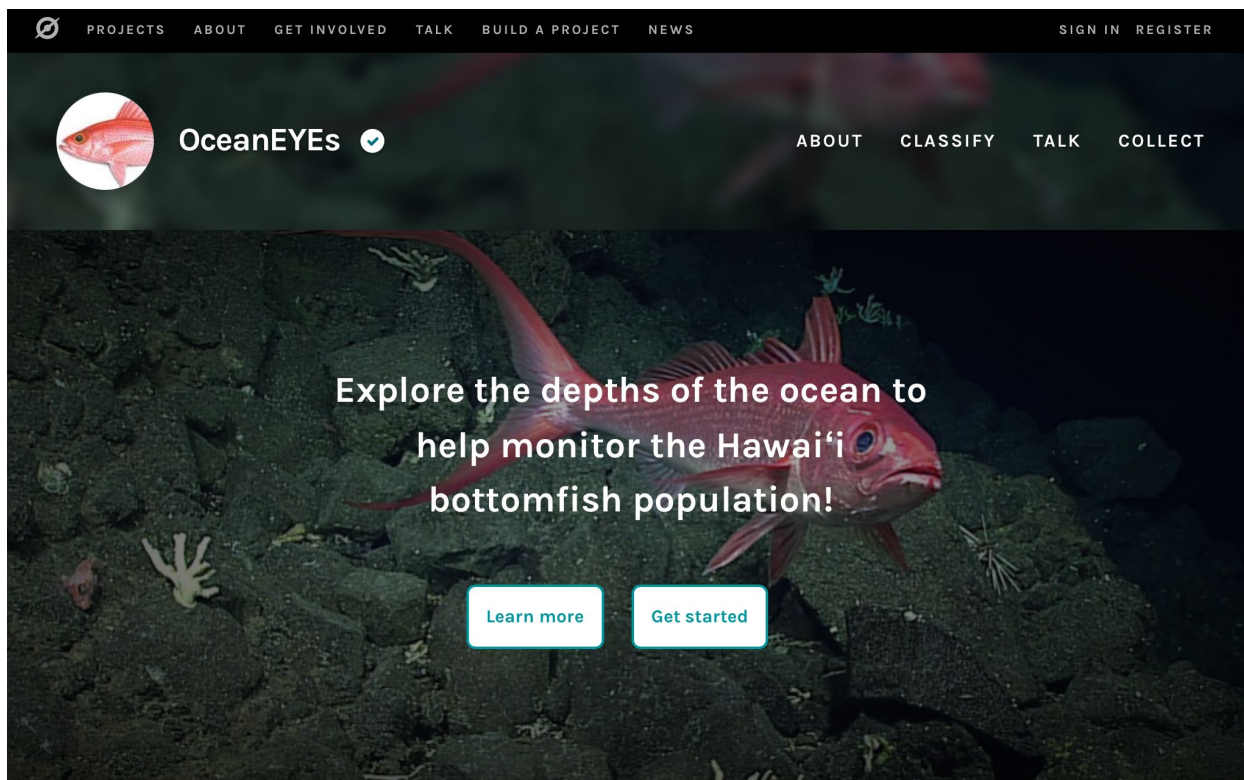 PROJECTS ABOUT GET INVOLVED TALK BUILD A PROJECT NEWS SIGN IN REGISTER
OceanEYEs ABOUT CLASSIFY TALK COLLECT
Explore the depths of the ocean to
help monitor the Hawaiʻi
bottomfish population!
Learn more Get started